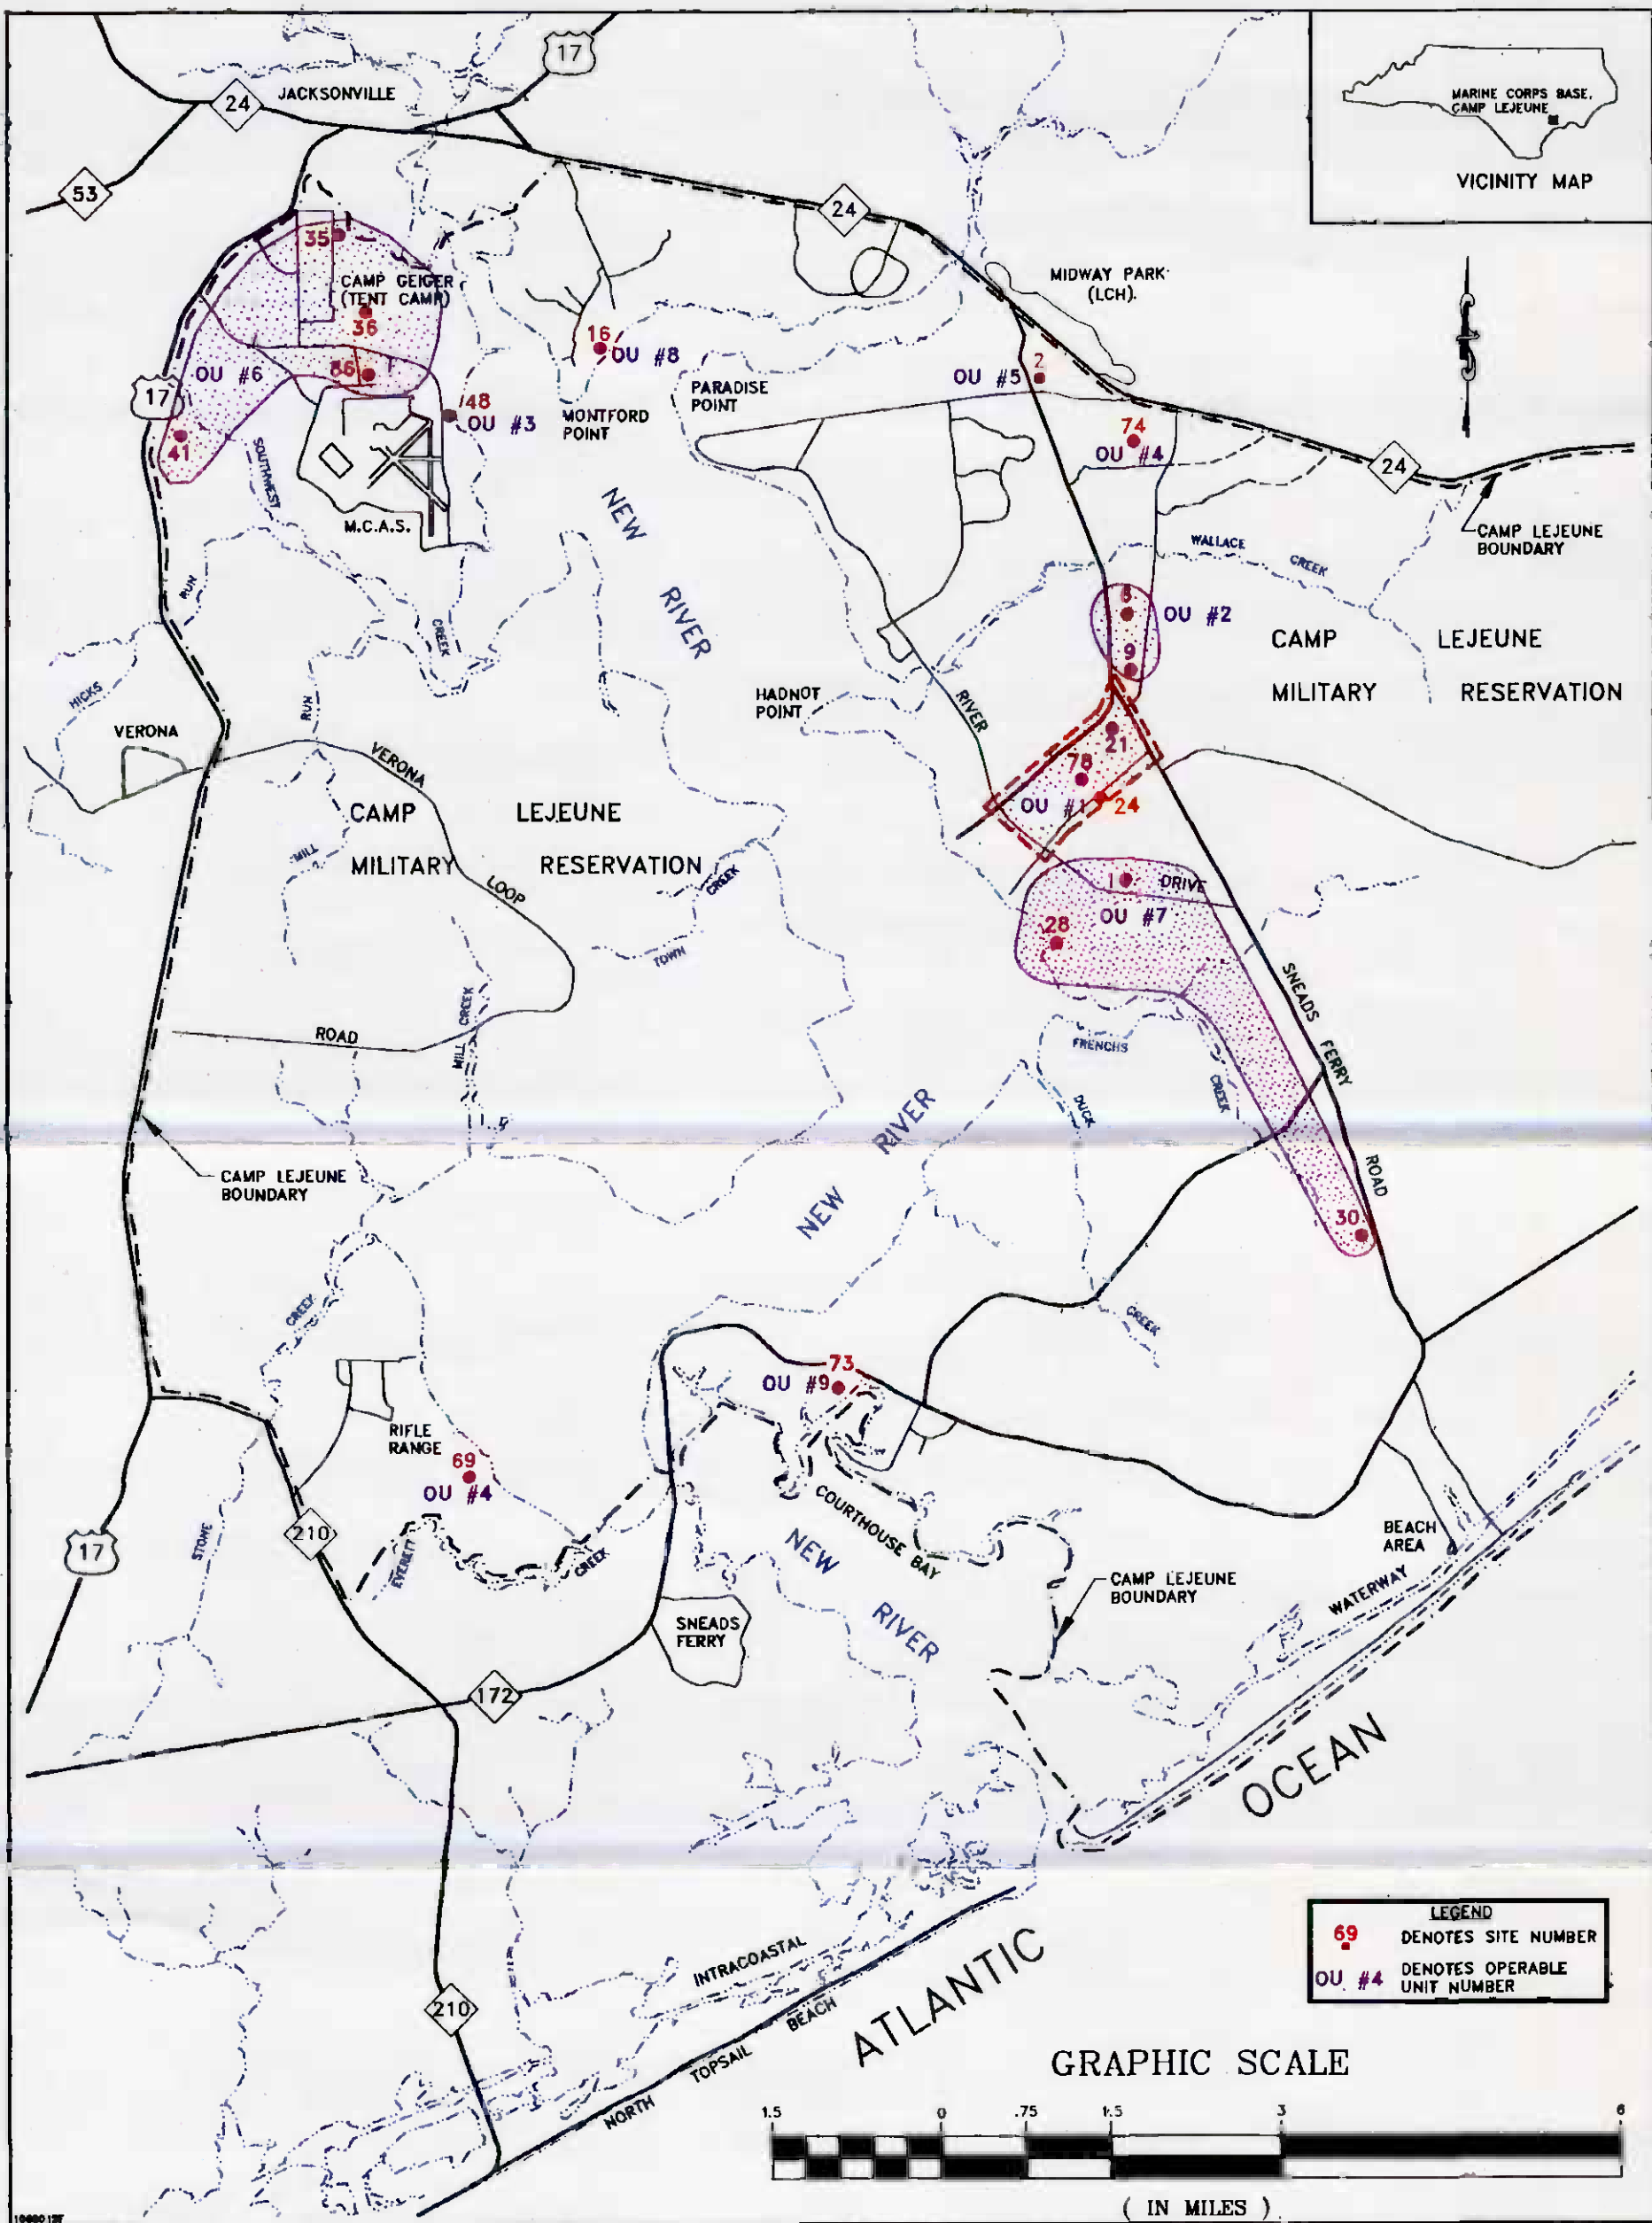 17
24
JACKSONVILLE
53
MARINE CORPS BASE,
CAMP LEJEUNE
VICINITY MAP
24
35
CAMP GEIGER
(TENT CAMP)
36
MIDWAY PARK
(LCH).
16
OU #8
OU #6
17
48
OU #3
MONTFORD
POINT
PARADISE
POINT
OU #5
2
74
OU #4
24
41
SOUTHWEST
M.C.A.S.
NEW
RIVER
CAMP LEJEUNE
BOUNDARY
WALLACE
CREEK
RUN
CREEK
OU #2
9
CAMP LEJEUNE
MILITARY RESERVATION
HICKS
VERONA
RUN
HADNOT
POINT
RIVER
21
78
OU #1
24
VERONA
CAMP LEJEUNE
MILITARY RESERVATION
MILL
LOOP
CREEK
TOWN
1
DRIVE
OU #7
28
SNEADS
FERRY
ROAD
ROAD
MILL CREEK
FRENCHS
CREEK
DUCK
CREEK
NEW
RIVER
CAMP LEJEUNE
BOUNDARY
30
CREEK
73
OU #9
RIFLE
RANGE
69
OU #4
17
210
STONE
EVERETT
CREEK
COURTHOUSE BAY
NEW
RIVER
SNEADS
FERRY
CAMP LEJEUNE
BOUNDARY
BEACH
AREA
WATERWAY
172
OCEAN
ATLANTIC
INTRACOASTAL
NORTH TOPSAIL BEACH
210
LEGEND
69 DENOTES SITE NUMBER
OU #4 DENOTES OPERABLE
UNIT NUMBER
GRAPHIC SCALE
1.5 0 .75 1.5 3 6
( IN MILES )